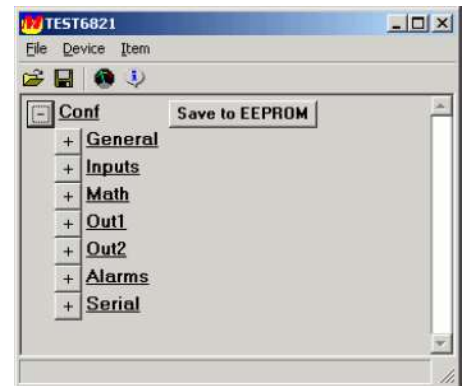 TEST6821
File Device Item
- Conf Save to EEPROM
+ General
+ Inputs
+ Math
+ Out1
+ Out2
+ Alarms
+ Serial